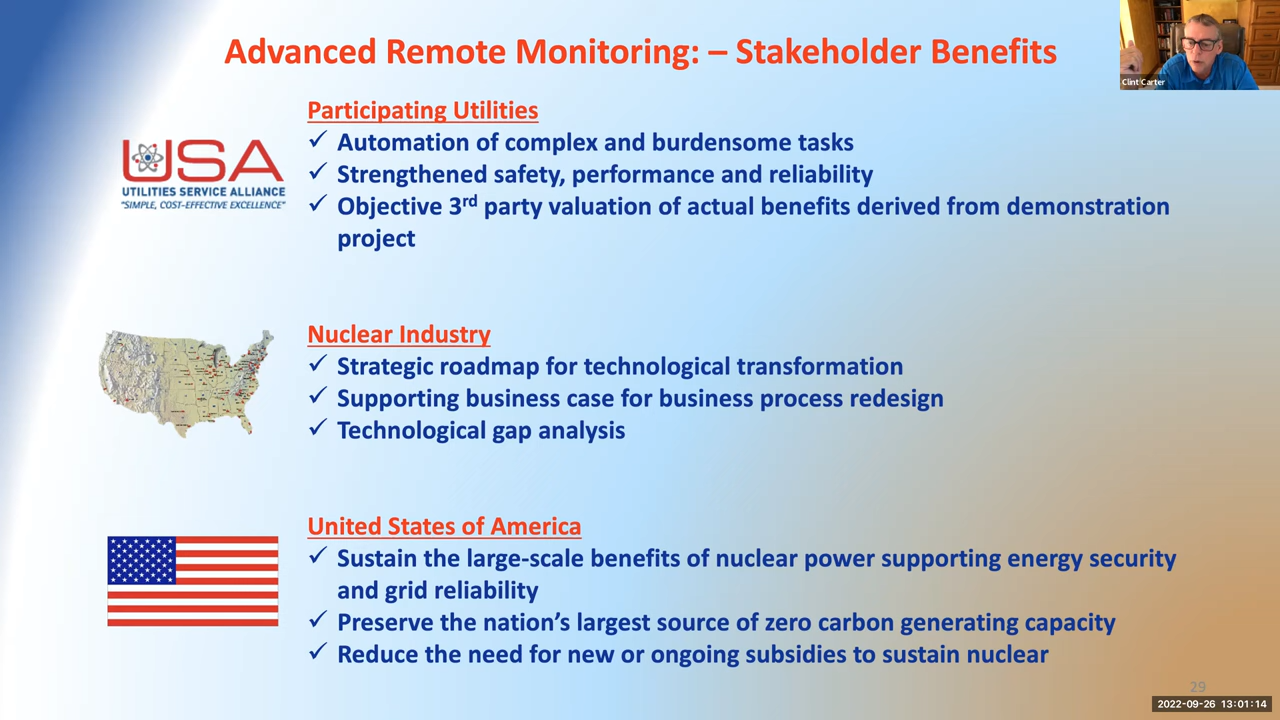 Advanced Remote Monitoring: – Stakeholder Benefits
Clint Carter
Participating Utilities
✓ Automation of complex and burdensome tasks
✓ Strengthened safety, performance and reliability
✓ Objective 3rd party valuation of actual benefits derived from demonstration
project
USA
UTILITIES SERVICE ALLIANCE
"SIMPLE, COST-EFFECTIVE EXCELLENCE"
Nuclear Industry
✓ Strategic roadmap for technological transformation
✓ Supporting business case for business process redesign
✓ Technological gap analysis
United States of America
✓ Sustain the large-scale benefits of nuclear power supporting energy security
and grid reliability
✓ Preserve the nation's largest source of zero carbon generating capacity
✓ Reduce the need for new or ongoing subsidies to sustain nuclear
29
2022-09-26 13:01:14